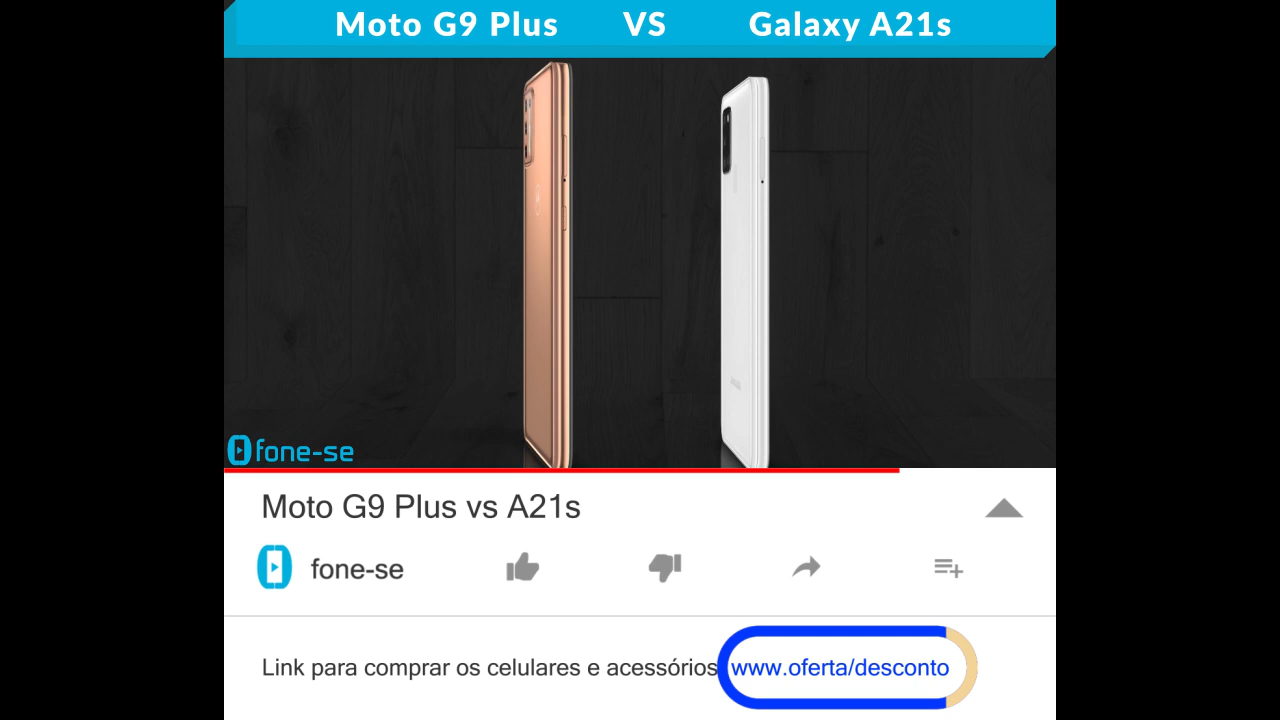 Moto G9 Plus VS Galaxy A21s
fone-se
Moto G9 Plus vs A21s
fone-se
Link para comprar os celulares e acessórios www.oferta/desconto